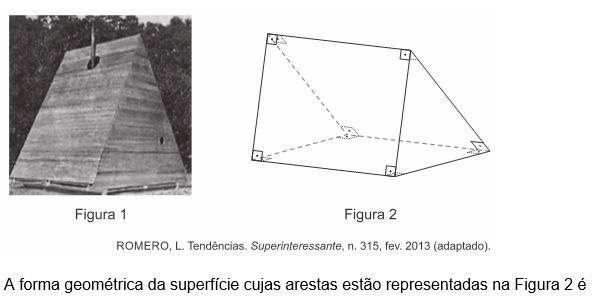 Figura 1
Figura 2
ROMERO, L. Tendências. Superinteressante, n. 315, fev. 2013 (adaptado).
A forma geométrica da superfície cujas arestas estão representadas na Figura 2 é